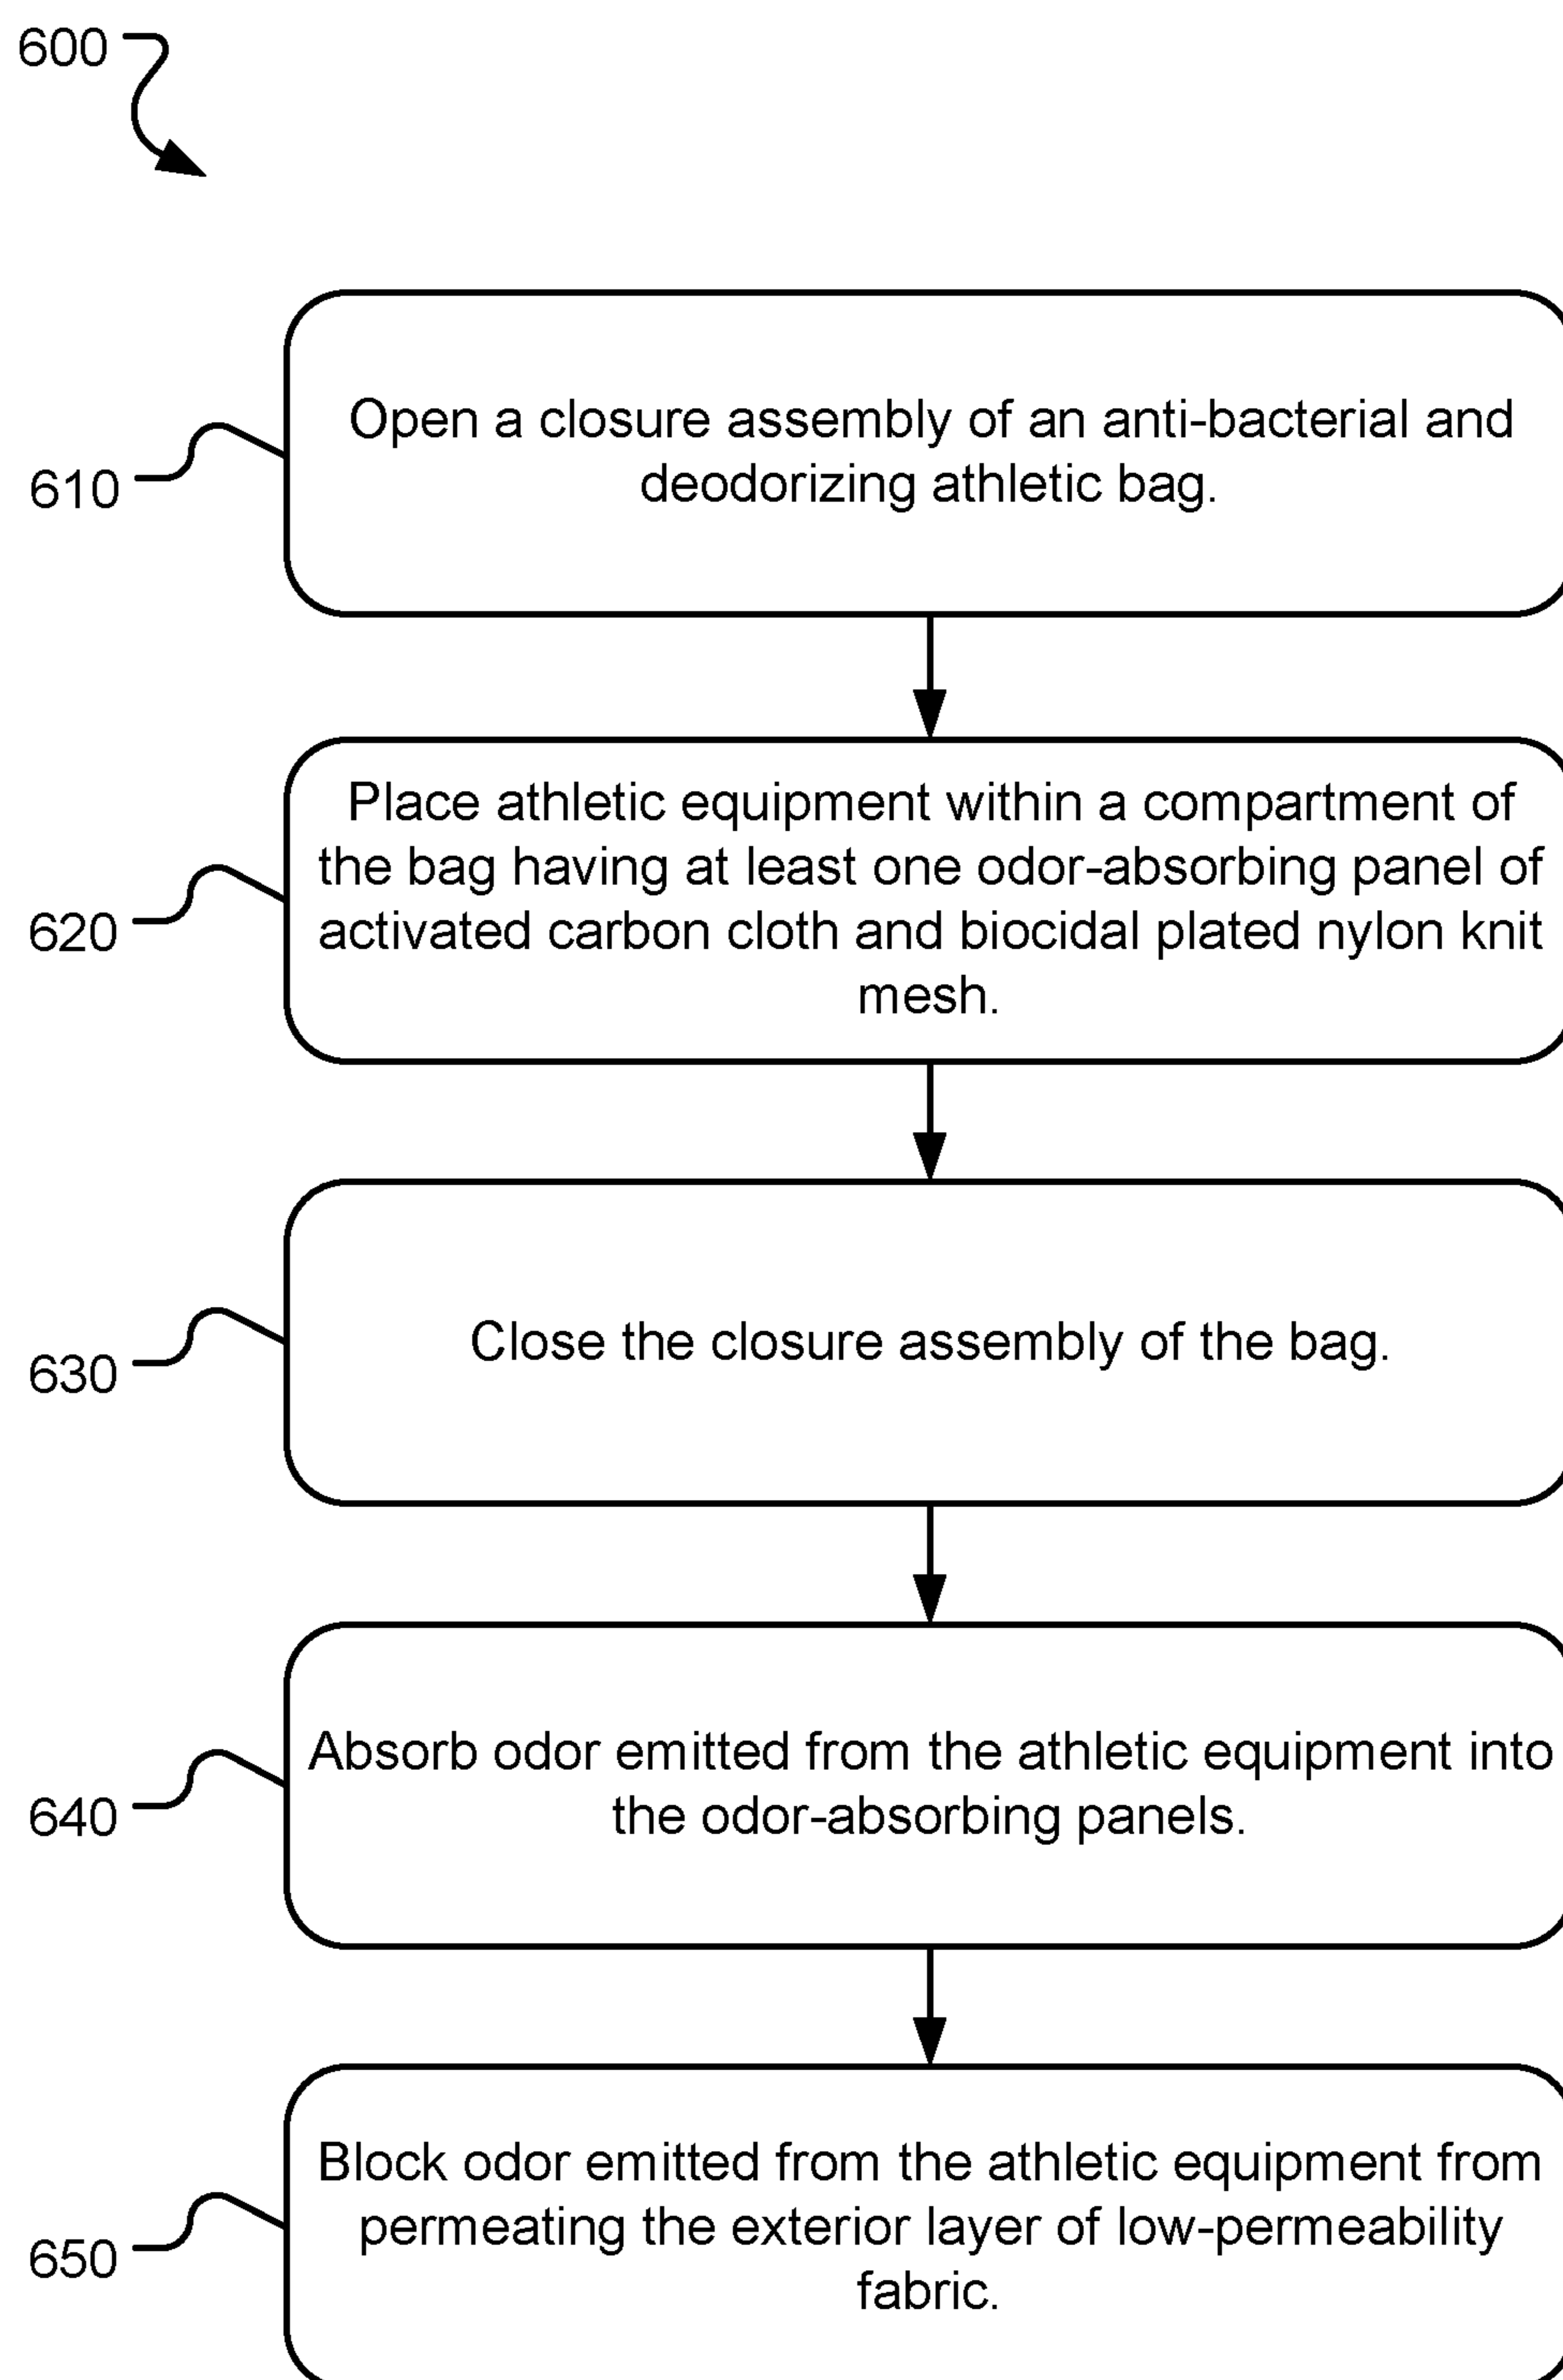 600
610
Open a closure assembly of an anti-bacterial and
deodorizing athletic bag.
620
Place athletic equipment within a compartment of
the bag having at least one odor-absorbing panel of
activated carbon cloth and biocidal plated nylon knit
mesh.
630
Close the closure assembly of the bag.
640
Absorb odor emitted from the athletic equipment into
the odor-absorbing panels.
650
Block odor emitted from the athletic equipment from
permeating the exterior layer of low-permeability
fabric.